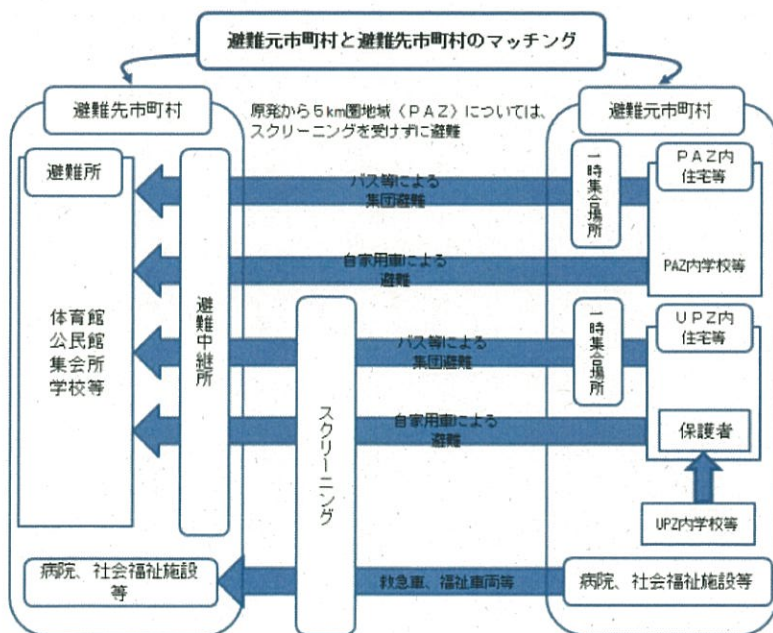 避難元市町村と避難先市町村のマッチング
避難先市町村
原発から5km圏地域〈PAZ〉については、
スクリーニングを受けずに避難
避難元市町村
避難所
避難中継所
一時集合場所
PAZ内
住宅等
バス等による
集団避難
PAZ内学校等
自家用車による
避難
体育館
公民館
集会所
学校等
一時集合場所
UPZ内
住宅等
バス等による
集団避難
スクリーニング
自家用車による
避難
保護者
UPZ内学校等
病院、社会福祉施設
等
救急車、福祉車両等
病院、社会福祉施設等